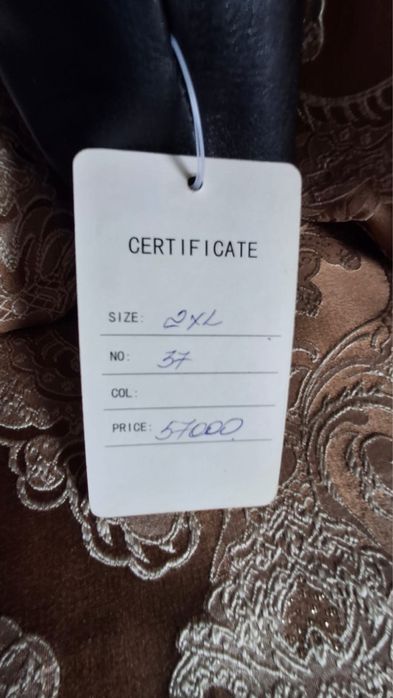 CERTIFICATE
SIZE: 2XL
NO: 37
COL:
PRICE: 57000